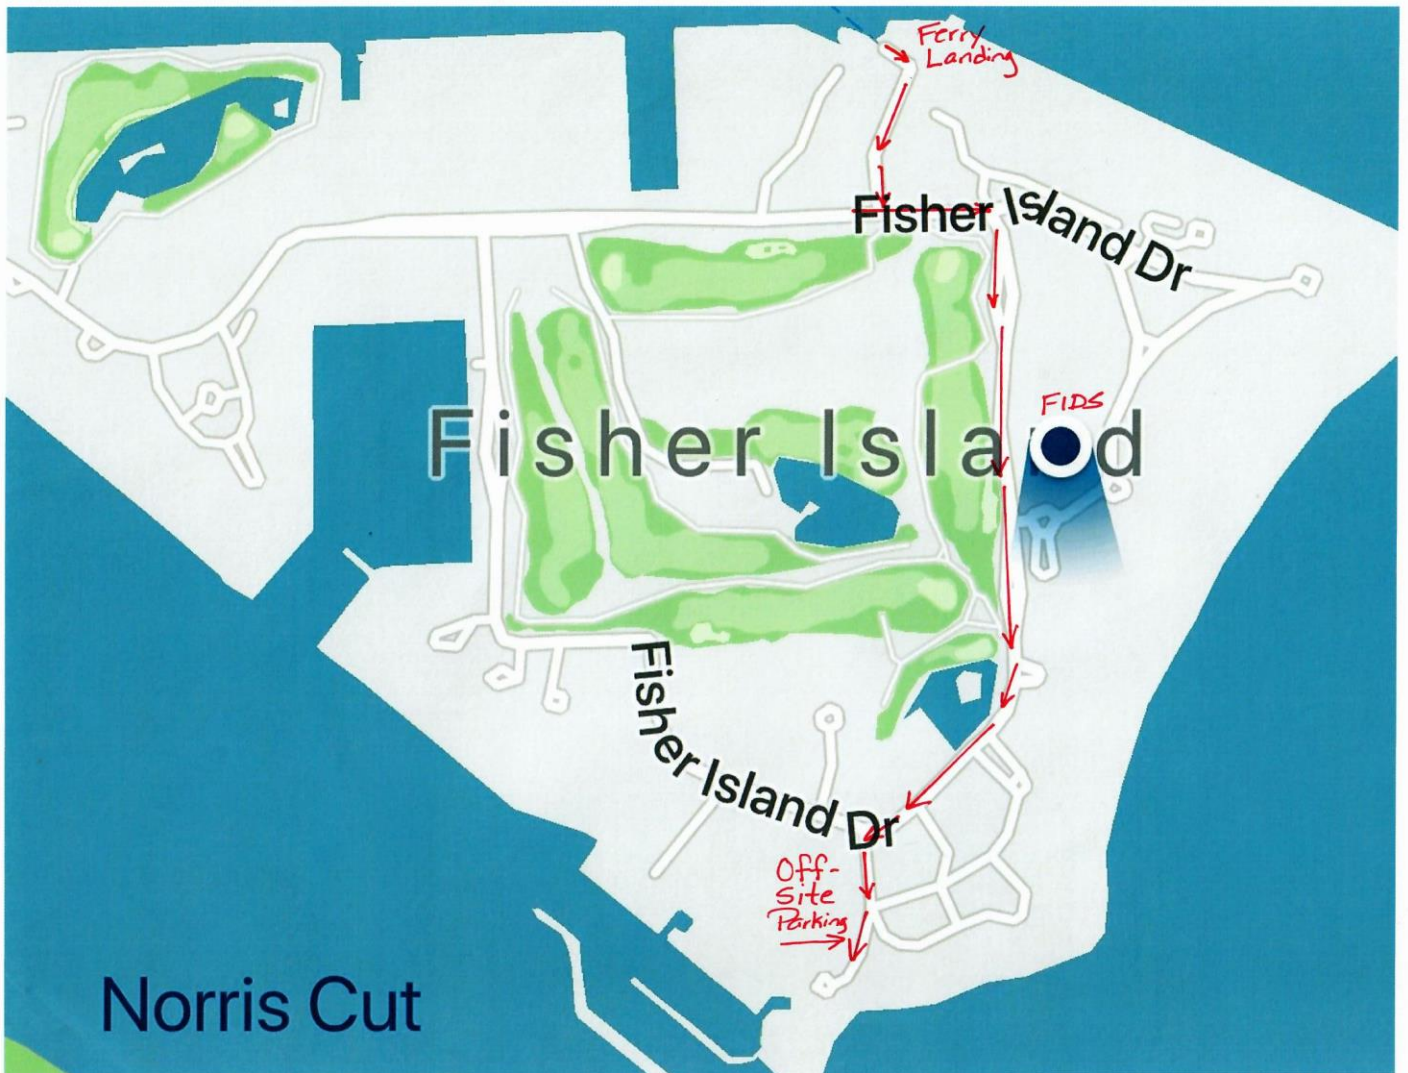 Ferry
Landing
Fisher Island Dr
FIDS
Fisher Island
Fisher Island Dr
Off-
site
Parking
Norris Cut